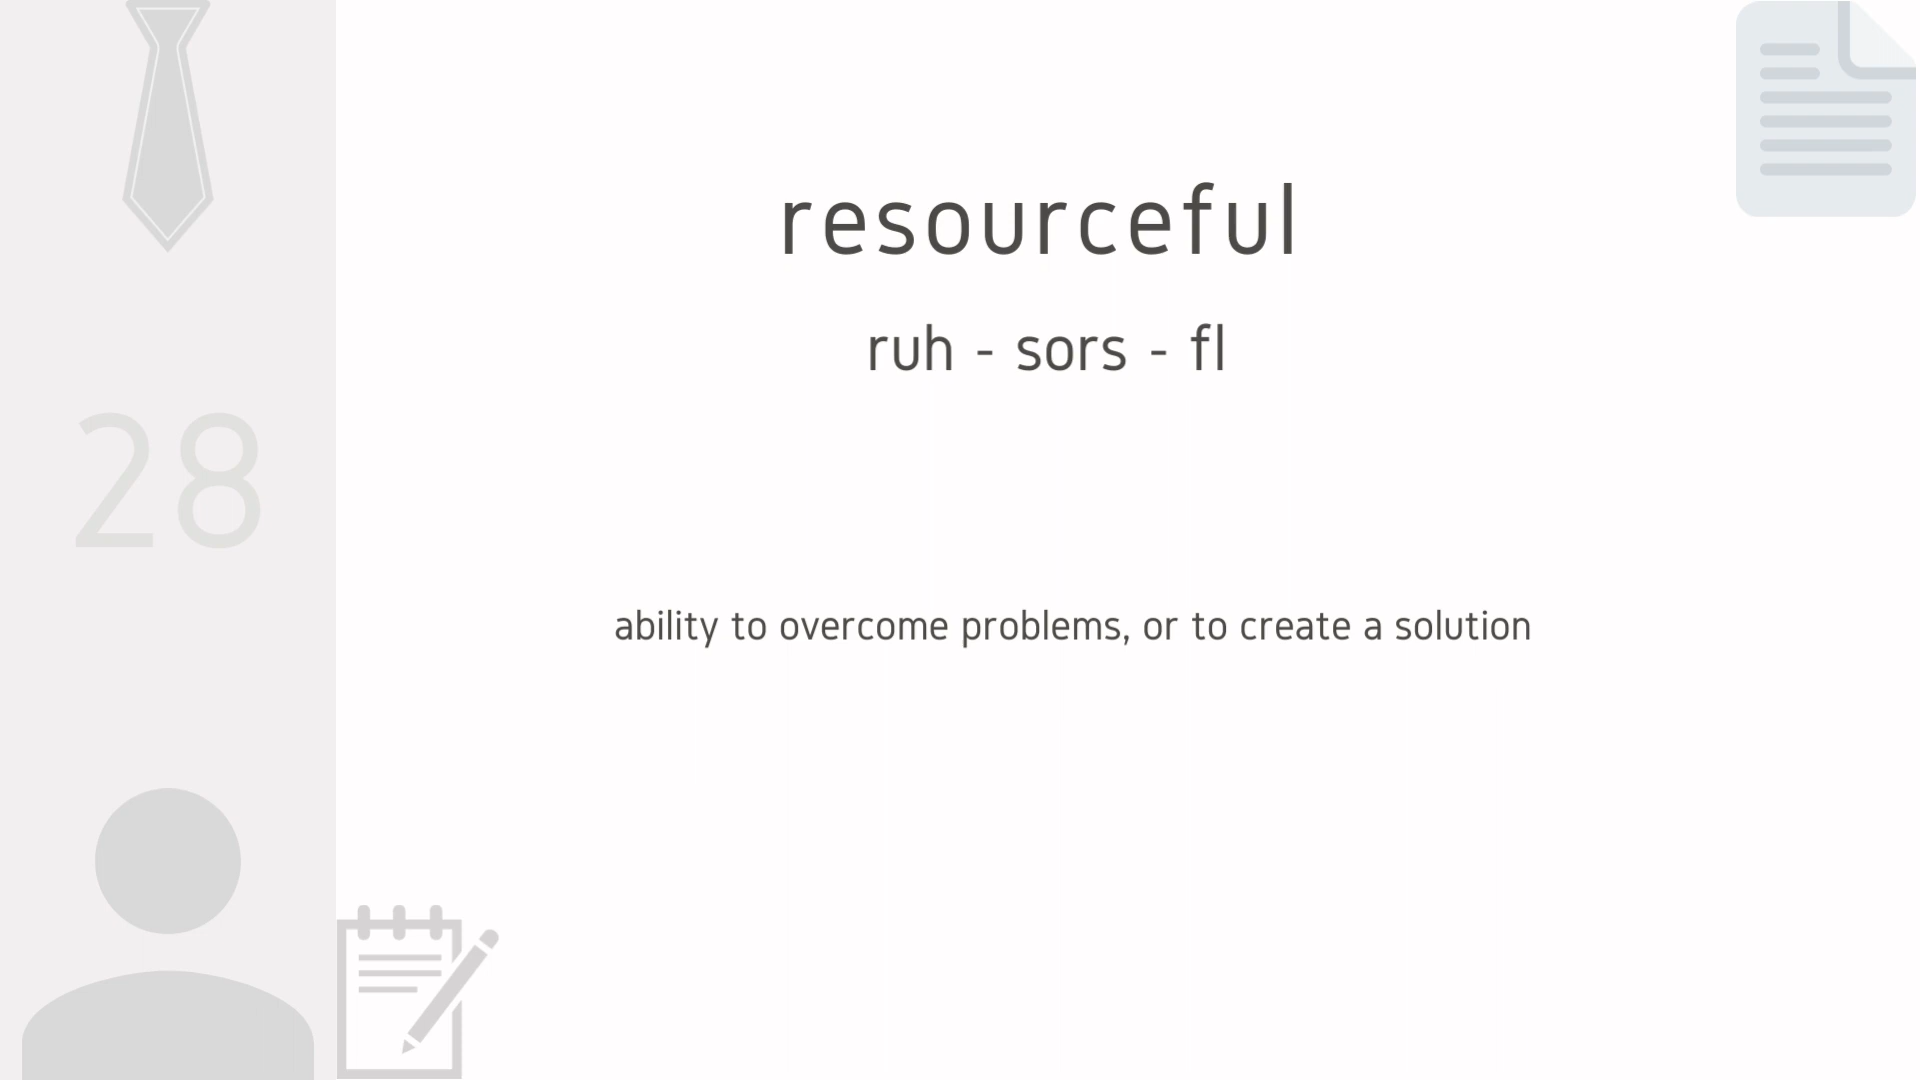 resourceful
ruh - sors - fl
28
ability to overcome problems, or to create a solution